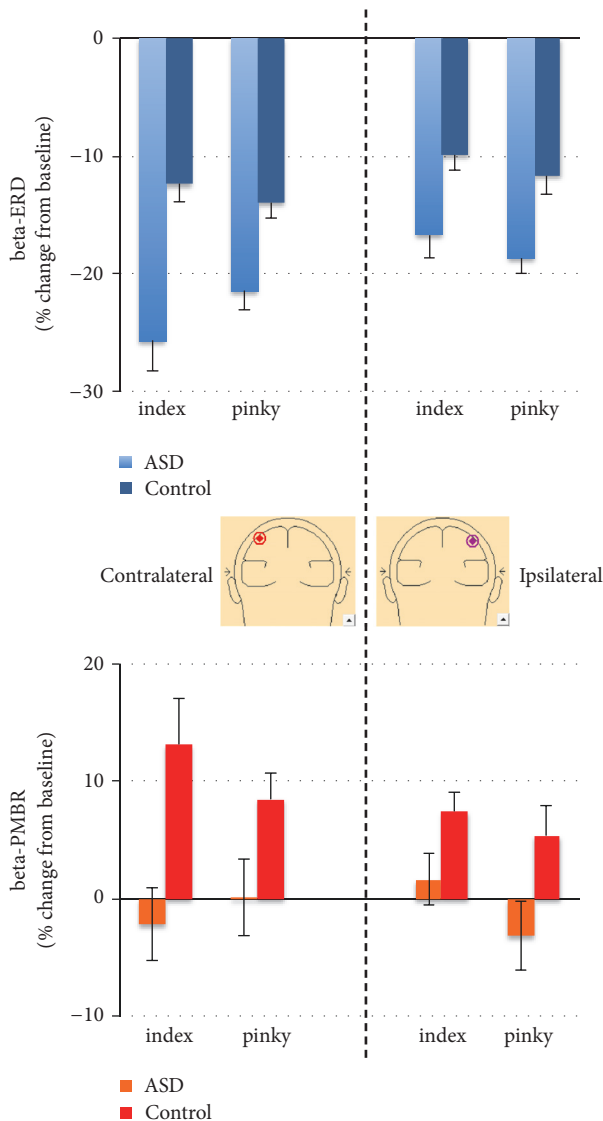 0
−10
−20
−30
beta-ERD
(% change from baseline)
index
pinky
index
pinky
ASD
Control
Contralateral
Ipsilateral
20
10
0
−10
beta-PMBR
(% change from baseline)
index
pinky
index
pinky
ASD
Control